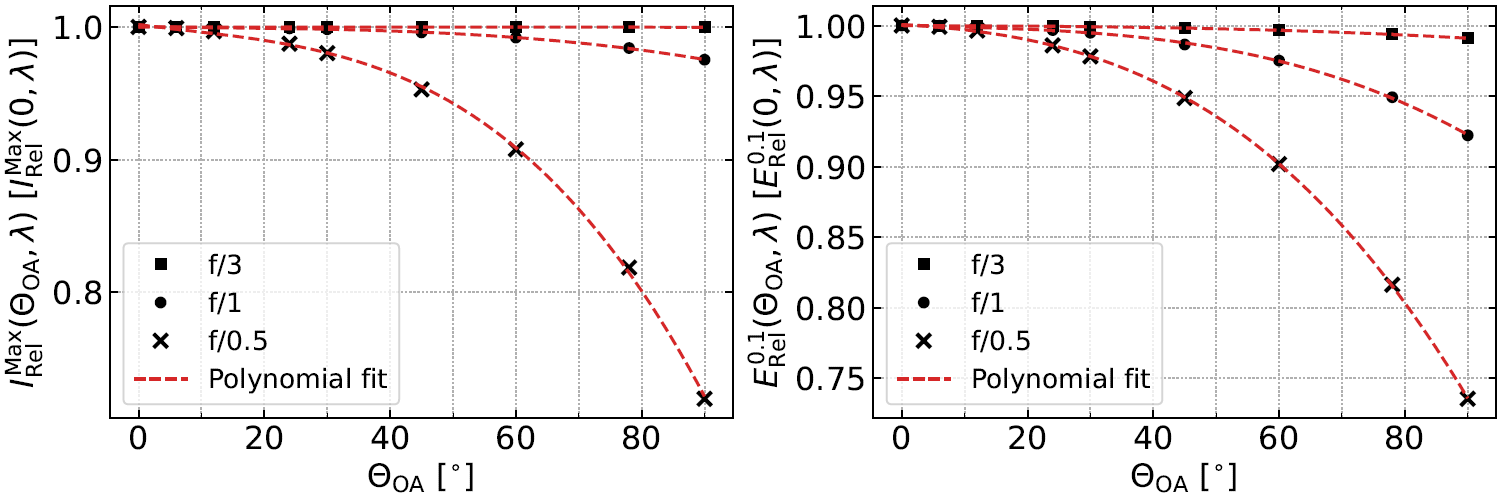 I^Max_Rel(Θ_OA, λ) [I^Max_Rel(0, λ)]
1.0
0.9
0.8
f/3
f/1
f/0.5
Polynomial fit
0 20 40 60 80
Θ_OA [°]
E^0.1_Rel(Θ_OA, λ) [E^0.1_Rel(0, λ)]
1.00
0.95
0.90
0.85
0.80
0.75
f/3
f/1
f/0.5
Polynomial fit
0 20 40 60 80
Θ_OA [°]